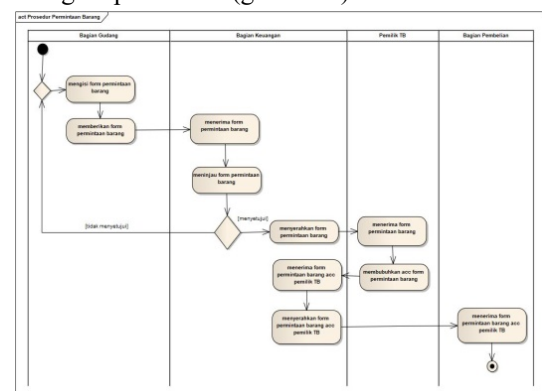 act Prosedur Permintaan Barang
Bagian Gudang
Bagian Keuangan
Pemilik TB
Bagian Pembelian
mengisi form permintaan
barang
memberikan form
permintaan barang
menerima form
permintaan barang
meninjau form permintaan
barang
[menyetujui]
[tidak menyetujui]
menyerahkan form
permintaan barang
menerima form
permintaan barang
membubuhkan acc form
permintaan barang
menerima form
permintaan barang acc
pemilik TB
menyerahkan form
permintaan barang acc
pemilik TB
menerima form
permintaan barang acc
pemilik TB